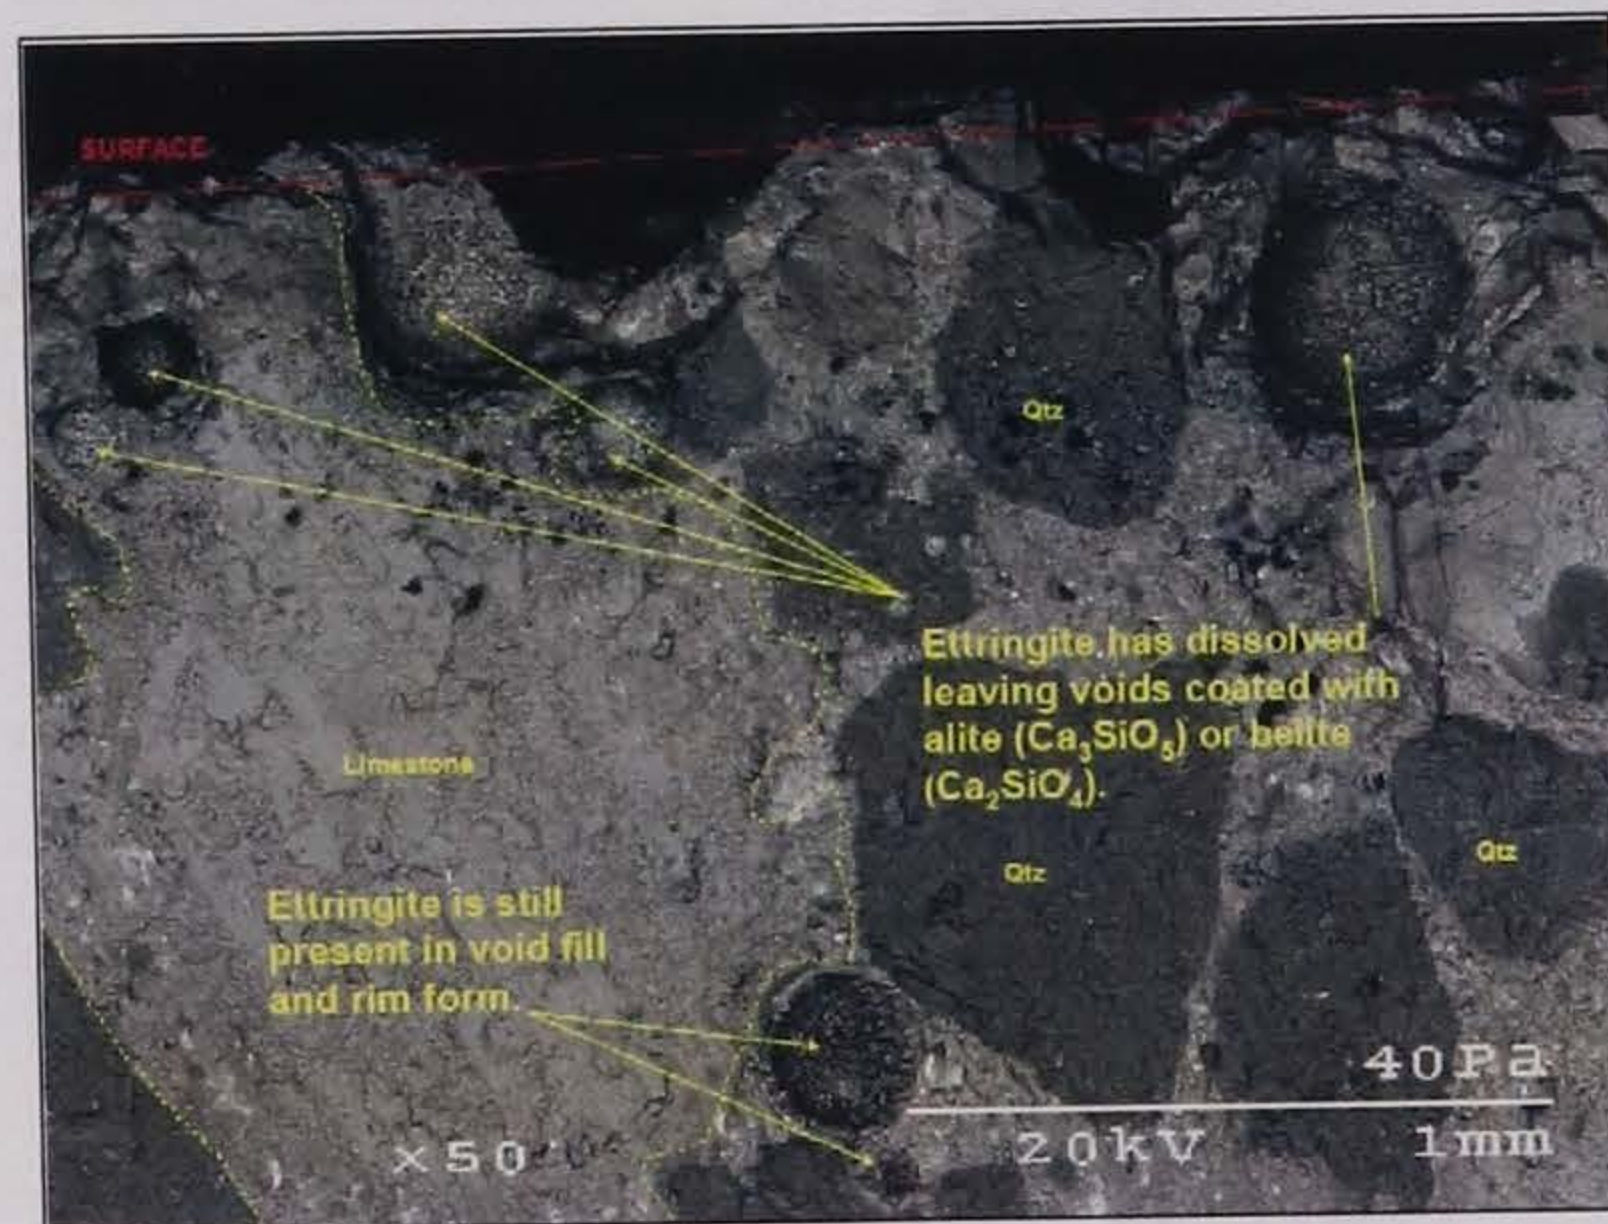 SURFACE
Qtz
Ettringite has dissolved
leaving voids coated with
alite (Ca₃SiO₅) or belite
(Ca₂SiO₄).
Limestone
Qtz
Qtz
Ettringite is still
present in void fill
and rim form.
40Pa
×50
20kV
1mm